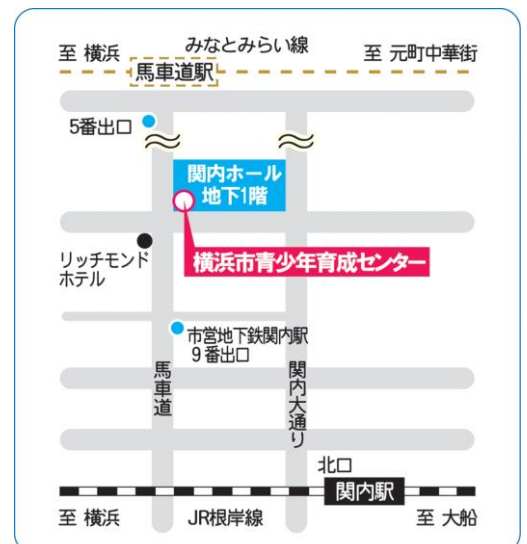 みなとみらい線
至 横浜
至 元町中華街
馬車道駅
5番出口
関内ホール
地下1階
横浜市青少年育成センター
リッチモンド
ホテル
市営地下鉄関内駅
9番出口
馬車道
関内大通り
北口
関内駅
至 横浜
JR根岸線
至 大船